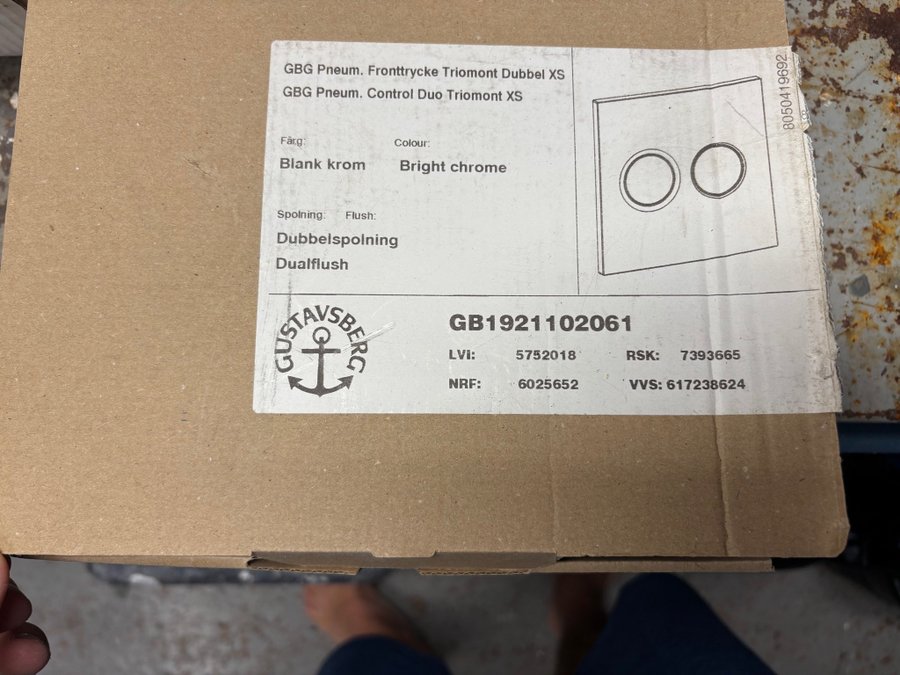 GBG Pneum. Fronttrycke Triomont Dubbel XS
GBG Pneum. Control Duo Triomont XS
Färg: Colour:
Blank krom Bright chrome
Spolning: Flush:
Dubbelspolning
Dualflush
8050419692
GUSTAVSBERG
GB1921102061
LVI: 5752018 RSK: 7393665
NRF: 6025652 VVS: 617238624